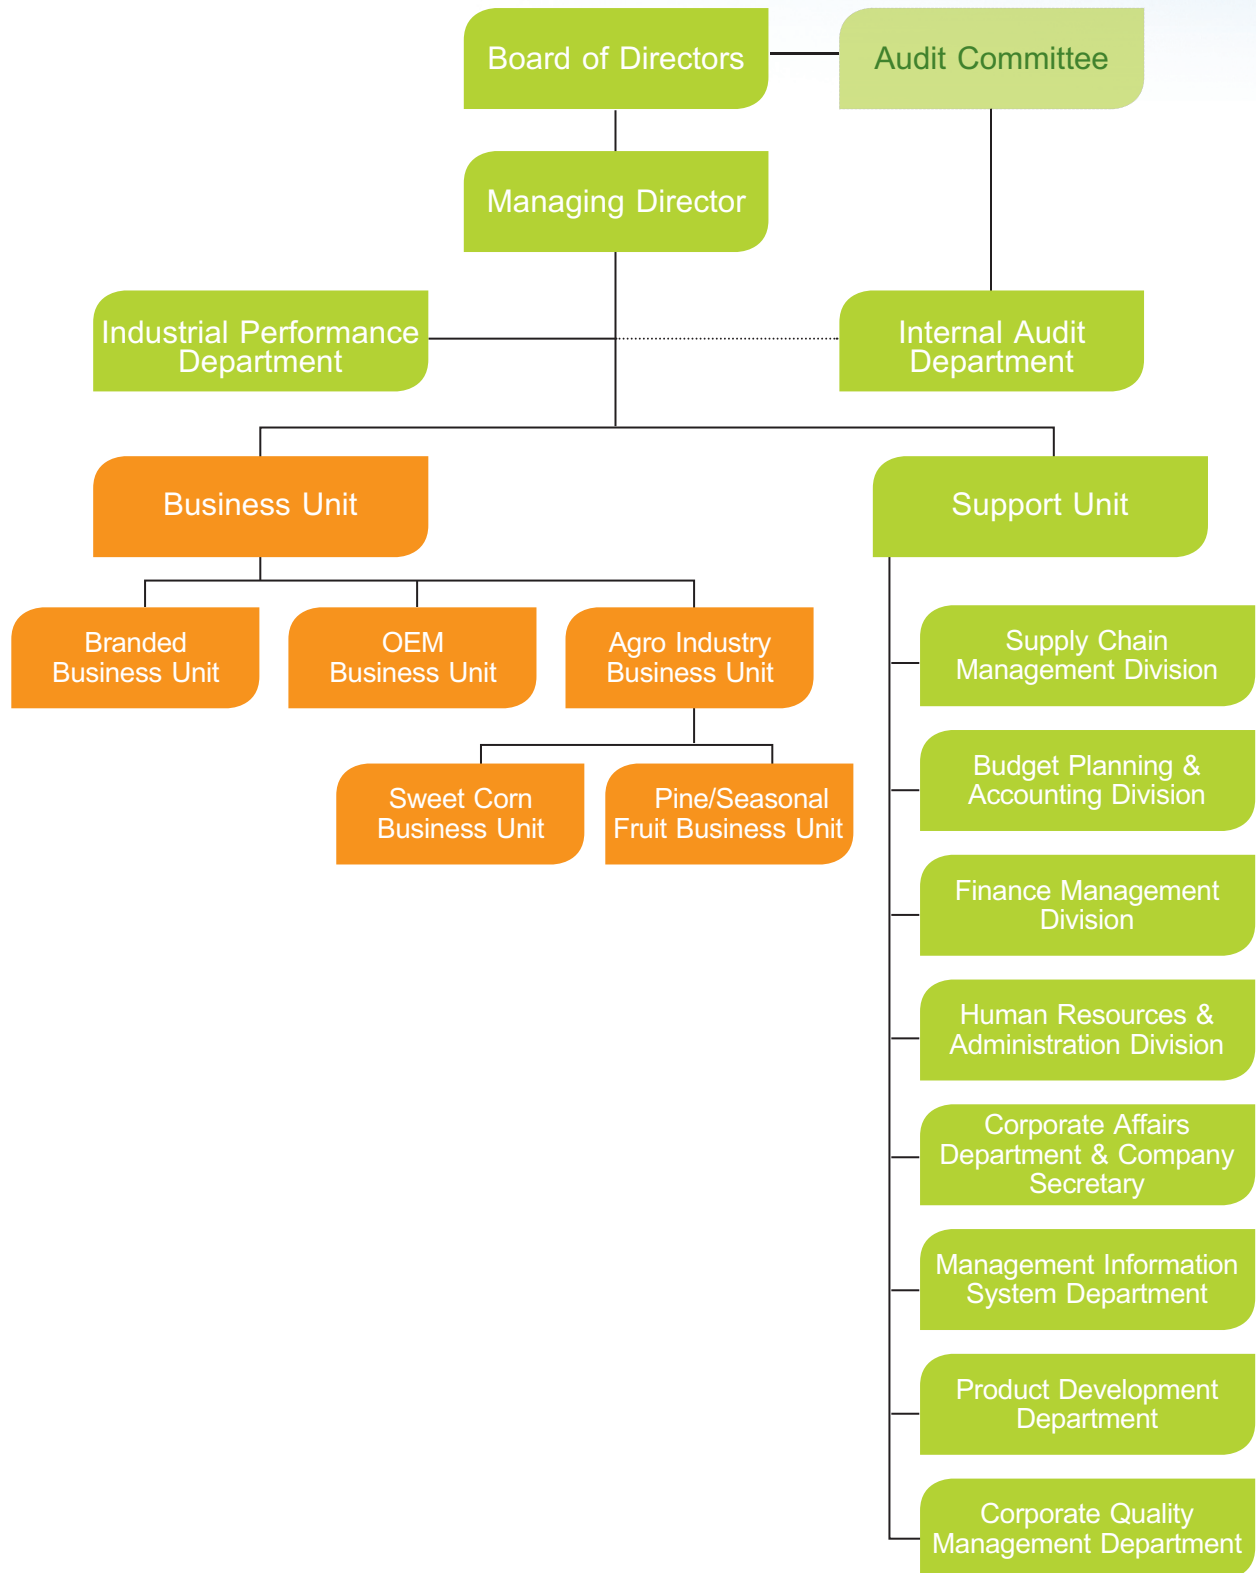 Board of Directors
Audit Committee
Managing Director
Industrial Performance
Department
Internal Audit
Department
Business Unit
Support Unit
Branded
Business Unit
OEM
Business Unit
Agro Industry
Business Unit
Sweet Corn
Business Unit
Pine/Seasonal
Fruit Business Unit
Supply Chain
Management Division
Budget Planning &
Accounting Division
Finance Management
Division
Human Resources &
Administration Division
Corporate Affairs
Department & Company
Secretary
Management Information
System Department
Product Development
Department
Corporate Quality
Management Department